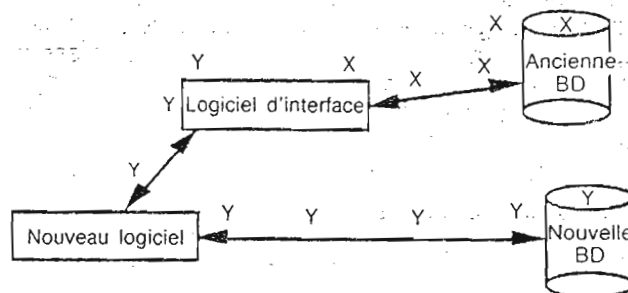 X
X
Y
X
X
X
Ancienne
BD
Y
Logiciel d'interface
Y
Y
Y
Y
Y
Y
Y
Nouveau logiciel
Nouvelle
BD